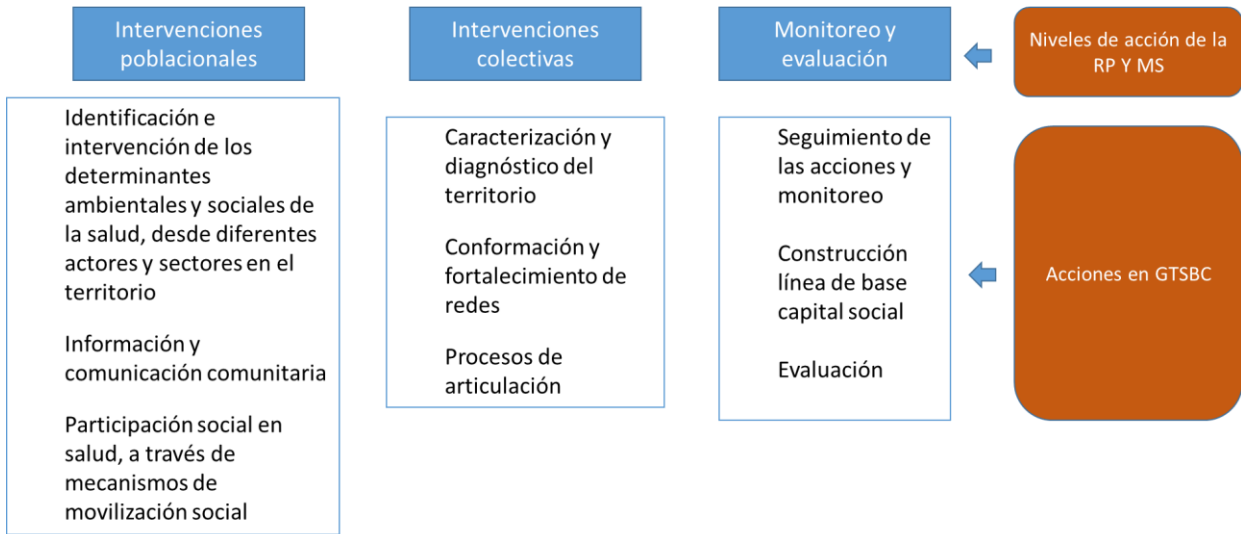 Intervenciones
poblacionales
Intervenciones
colectivas
Monitoreo y
evaluación
Niveles de acción de la
RP Y MS
Identificación e
intervención de los
determinantes
ambientales y sociales de
la salud, desde diferentes
actores y sectores en el
territorio
Información y
comunicación comunitaria
Participación social en
salud, a través de
mecanismos de
movilización social
Caracterización y
diagnóstico del
territorio
Conformación y
fortalecimiento de
redes
Procesos de
articulación
Seguimiento de
las acciones y
monitoreo
Construcción
línea de base
capital social
Evaluación
Acciones en GTSBC